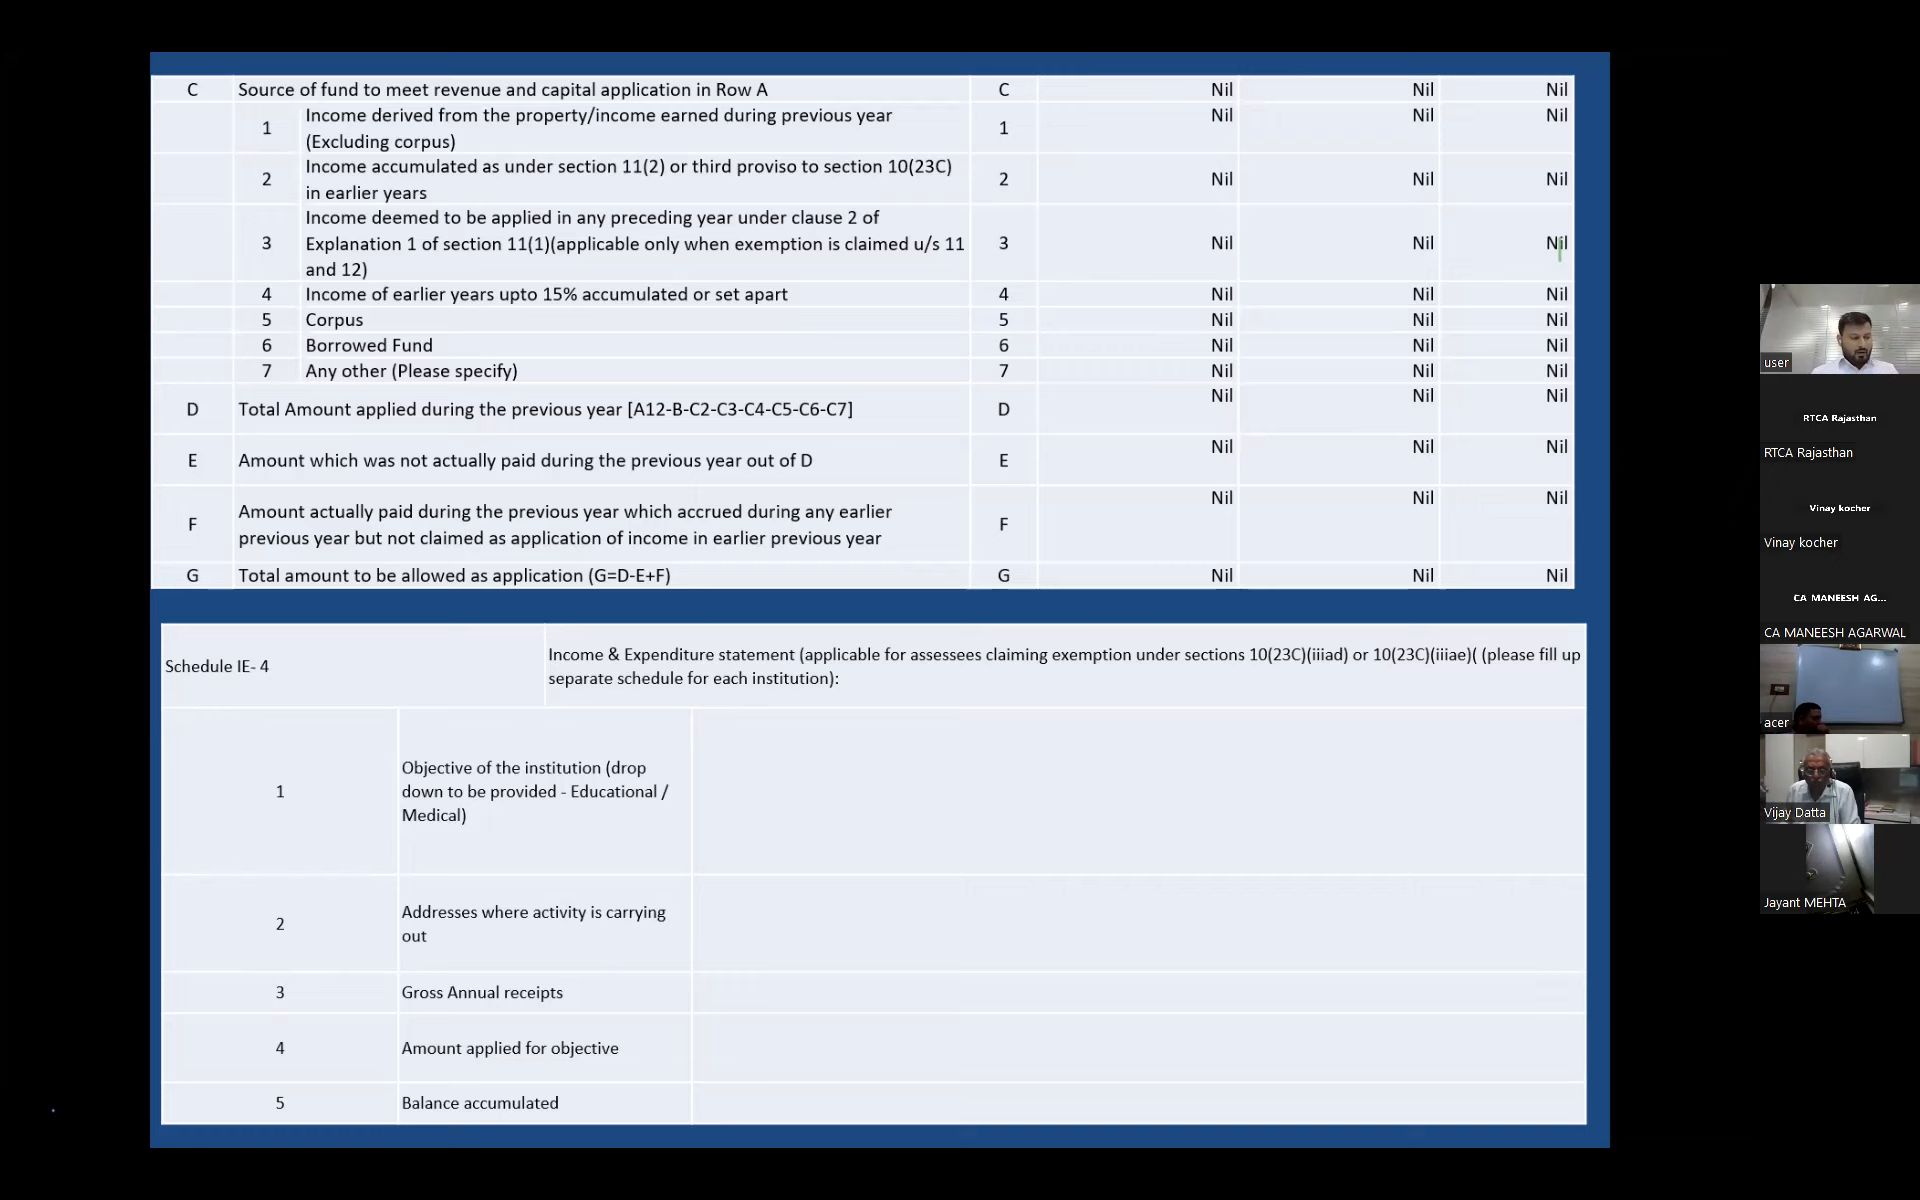 C Source of fund to meet revenue and capital application in Row A C Nil Nil Nil
1 Income derived from the property/income earned during previous year 1 Nil Nil Nil
(Excluding corpus)
2 Income accumulated as under section 11(2) or third proviso to section 10(23C) 2 Nil Nil Nil
in earlier years
Income deemed to be applied in any preceding year under clause 2 of
3 Explanation 1 of section 11(1)(applicable only when exemption is claimed u/s 11 3 Nil Nil Nil
and 12)
4 Income of earlier years upto 15% accumulated or set apart 4 Nil Nil Nil
5 Corpus 5 Nil Nil Nil
6 Borrowed Fund 6 Nil Nil Nil
7 Any other (Please specify) 7 Nil Nil Nil
D Total Amount applied during the previous year [A12-B-C2-C3-C4-C5-C6-C7] D Nil Nil Nil
E Amount which was not actually paid during the previous year out of D E Nil Nil Nil
F Amount actually paid during the previous year which accrued during any earlier F Nil Nil Nil
previous year but not claimed as application of income in earlier previous year
G Total amount to be allowed as application (G=D-E+F) G Nil Nil Nil
Schedule IE- 4 Income & Expenditure statement (applicable for assessees claiming exemption under sections 10(23C)(iiiad) or 10(23C)(iiiae)( (please fill up
separate schedule for each institution):
1 Objective of the institution (drop
down to be provided - Educational /
Medical)
2 Addresses where activity is carrying
out
3 Gross Annual receipts
4 Amount applied for objective
5 Balance accumulated
user
RTCA Rajasthan
RTCA Rajasthan
Vinay kocher
Vinay kocher
CA MANEESH AG...
CA MANEESH AGARWAL
acer
Vijay Datta
Jayant MEHTA